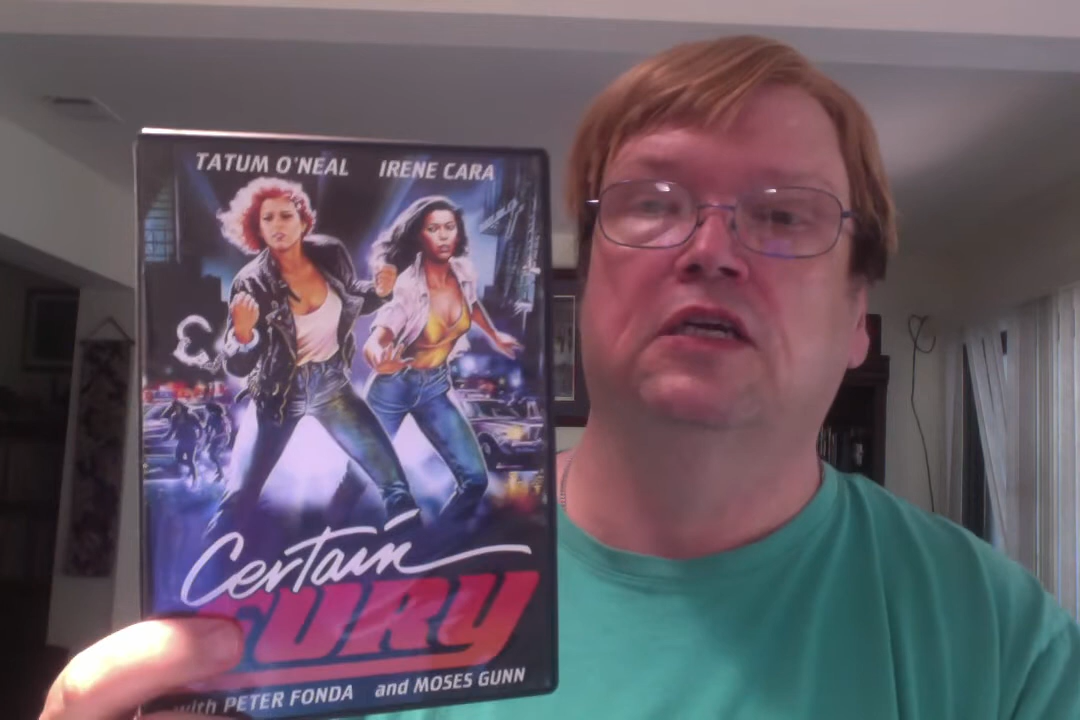 TATUM O'NEAL IRENE CARA
Certain
FURY
with PETER FONDA and MOSES GUNN